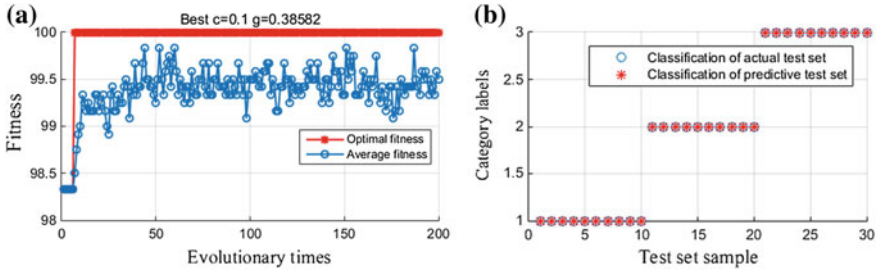 (a)
Best c=0.1 g=0.38582
100
99.5
99
98.5
98
Fitness
Optimal fitness
Average fitness
0
50
100
150
200
Evolutionary times
(b)
3
2.5
2
1.5
1
Category labels
Classification of actual test set
Classification of predictive test set
0
5
10
15
20
25
30
Test set sample